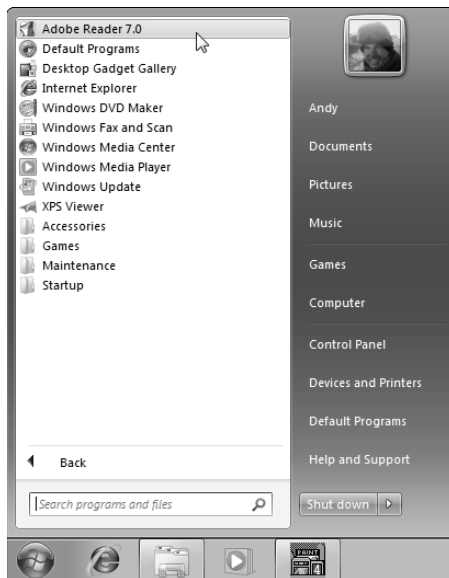 Adobe Reader 7.0
Default Programs
Desktop Gadget Gallery
Internet Explorer
Windows DVD Maker
Windows Fax and Scan
Windows Media Center
Windows Media Player
Windows Update
XPS Viewer
Accessories
Games
Maintenance
Startup
Back
Search programs and files
Andy
Documents
Pictures
Music
Games
Computer
Control Panel
Devices and Printers
Default Programs
Help and Support
Shut down
PRINT
4